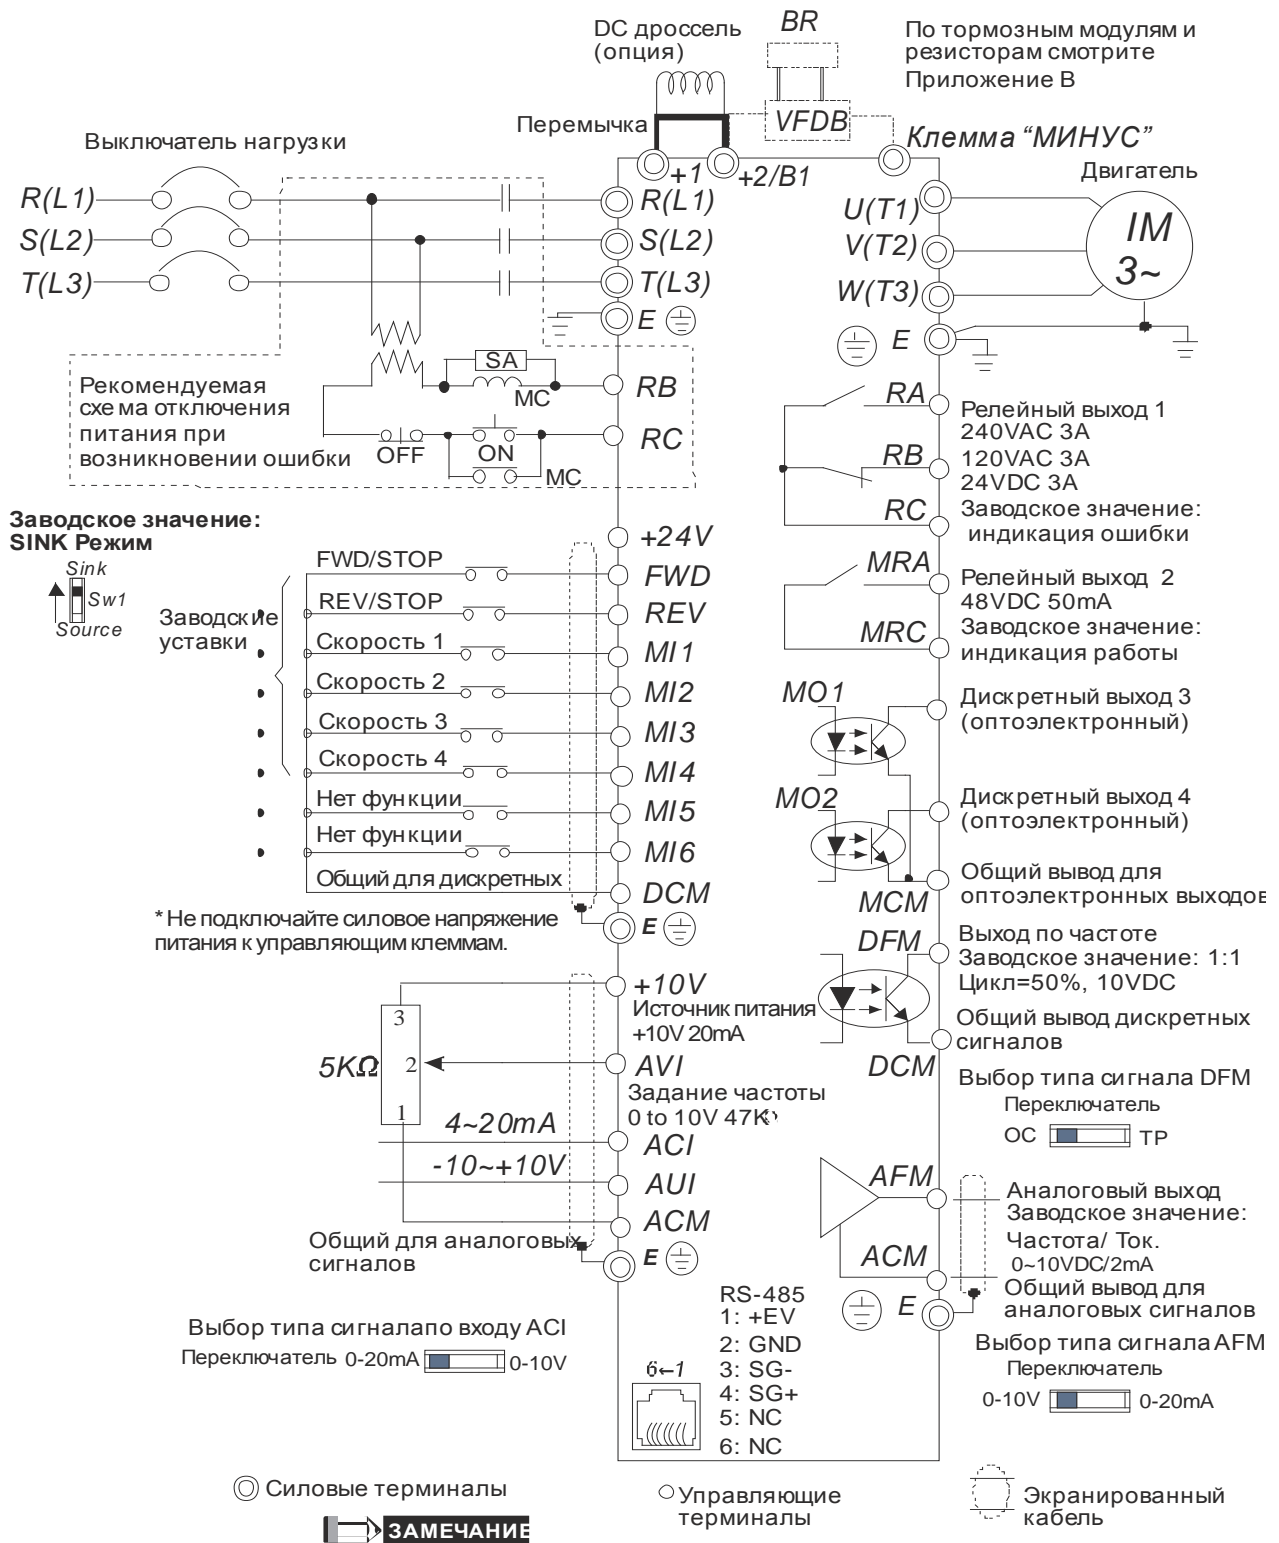 DC дроссель
(опция)
BR
По тормозным модулям и
резисторам смотрите
Приложение В
VFDB
Перемычка
Клемма “МИНУС”
Выключатель нагрузки
+1
+2/B1
Двигатель
R(L1)
R(L1)
U(T1)
IM
3~
S(L2)
S(L2)
V(T2)
T(L3)
T(L3)
W(T3)
E
E
Рекомендуемая
схема отключения
питания при
возникновении ошибки
SA
MC
RB
OFF
ON
MC
RC
RA
Релейный выход 1
240VAC 3A
RB
120VAC 3A
24VDC 3A
RC
Заводское значение:
индикация ошибки
Заводское значение:
SINK Режим
Sink
Sw1
Source
Заводские
уставки
+24V
FWD/STOP
FWD
REV/STOP
REV
Скорость 1
MI1
Скорость 2
MI2
Скорость 3
MI3
Скорость 4
MI4
Нет функции
MI5
Нет функции
MI6
Общий для дискретных
DCM
E
* Не подключайте силовое напряжение
питания к управляющим клеммам.
MRA
Релейный выход 2
48VDC 50mA
MRC
Заводское значение:
индикация работы
MO1
Дискретный выход 3
(оптоэлектронный)
MO2
Дискретный выход 4
(оптоэлектронный)
MCM
Общий вывод для
оптоэлектронных выходов
DFM
Выход по частоте
Заводское значение: 1:1
Цикл=50%, 10VDC
DCM
Общий вывод дискретных
сигналов
Выбор типа сигнала DFM
Переключатель
OC
TP
+10V
Источник питания
+10V 20mA
3
5KΩ
2
1
AVI
Задание частоты
0 to 10V 47KΩ
4~20mA
ACI
-10~+10V
AUI
ACM
Общий для аналоговых
сигналов
E
AFM
Аналоговый выход
Заводское значение:
Частота/ Ток.
0~10VDC/2mA
ACM
Общий вывод для
аналоговых сигналов
E
Выбор типа сигналапо входу ACI
Переключатель 0-20mA
0-10V
RS-485
1: +EV
2: GND
3: SG-
4: SG+
5: NC
6: NC
6←1
Выбор типа сигнала AFM
Переключатель
0-10V
0-20mA
Силовые терминалы
Управляющие
терминалы
Экранированный
кабель
ЗАМЕЧАНИЕ